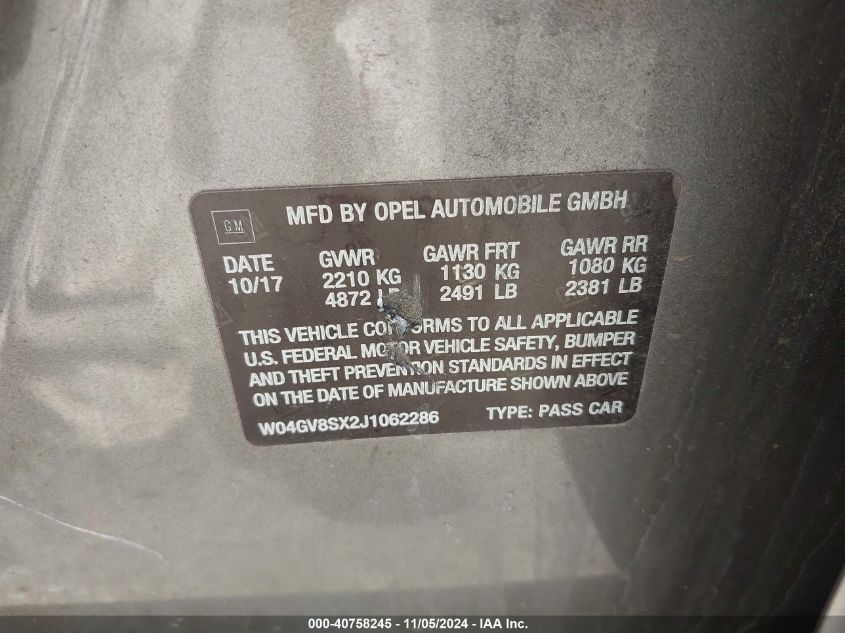 GM
MFD BY OPEL AUTOMOBILE GMBH
DATE GVWR GAWR FRT GAWR RR
10/17 2210 KG 1130 KG 1080 KG
4872 LB 2491 LB 2381 LB
THIS VEHICLE CONFORMS TO ALL APPLICABLE
U.S. FEDERAL MOTOR VEHICLE SAFETY, BUMPER
AND THEFT PREVENTION STANDARDS IN EFFECT
ON THE DATE OF MANUFACTURE SHOWN ABOVE
W04GV8SX2J1062286 TYPE: PASS CAR
000-40758245 - 11/05/2024 - IAA Inc.